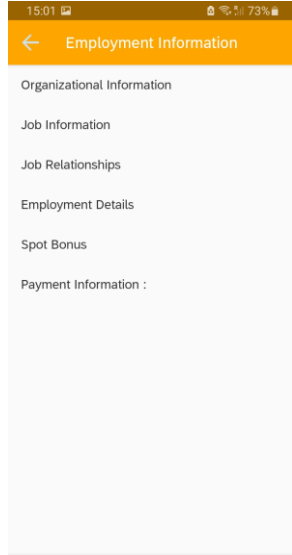 15:01 73%
Employment Information
Organizational Information
Job Information
Job Relationships
Employment Details
Spot Bonus
Payment Information :